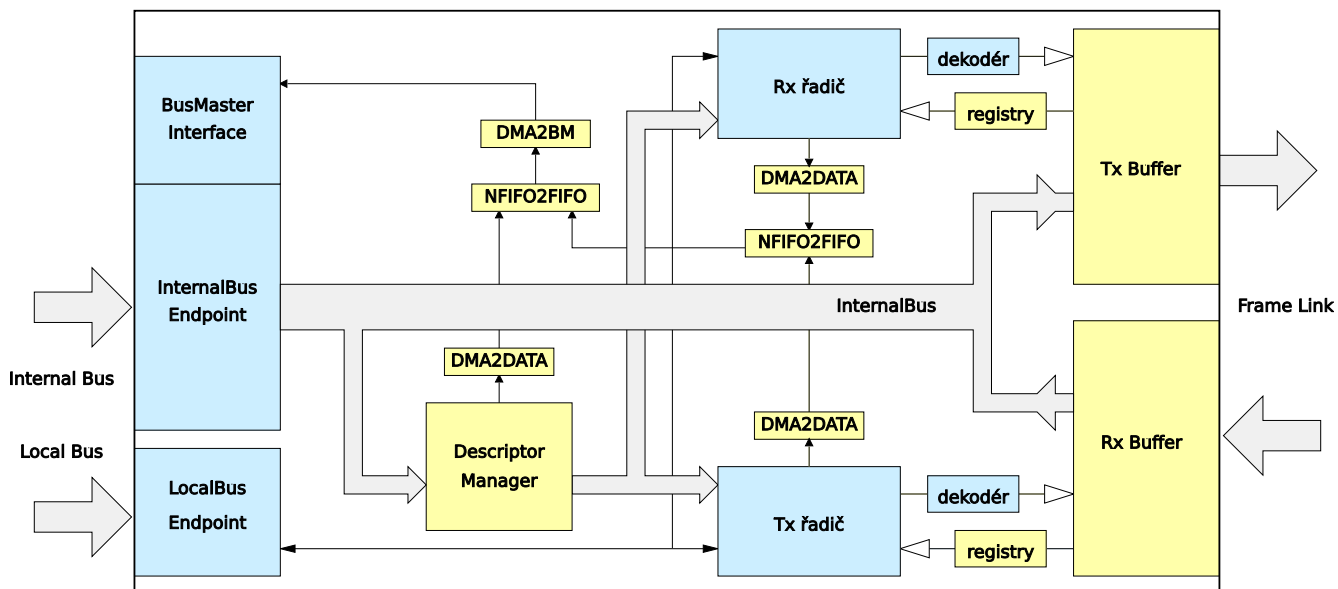 BusMaster
Interface
InternalBus
Endpoint
Internal Bus
Local Bus
LocalBus
Endpoint
DMA2BM
NFIFO2FIFO
DMA2DATA
Descriptor
Manager
Rx řadič
DMA2DATA
NFIFO2FIFO
InternalBus
DMA2DATA
Tx řadič
dekodér
registry
Tx Buffer
Frame Link
Rx Buffer
dekodér
registry